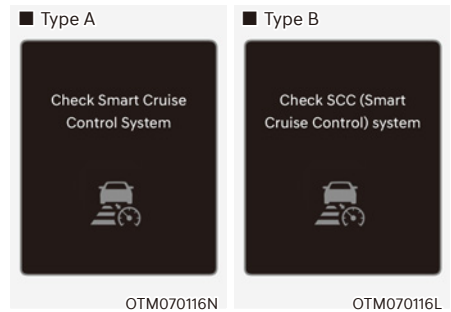 ■ Type A
Check Smart Cruise
Control System
OTM070116N
■ Type B
Check SCC (Smart
Cruise Control) system
OTM070116L